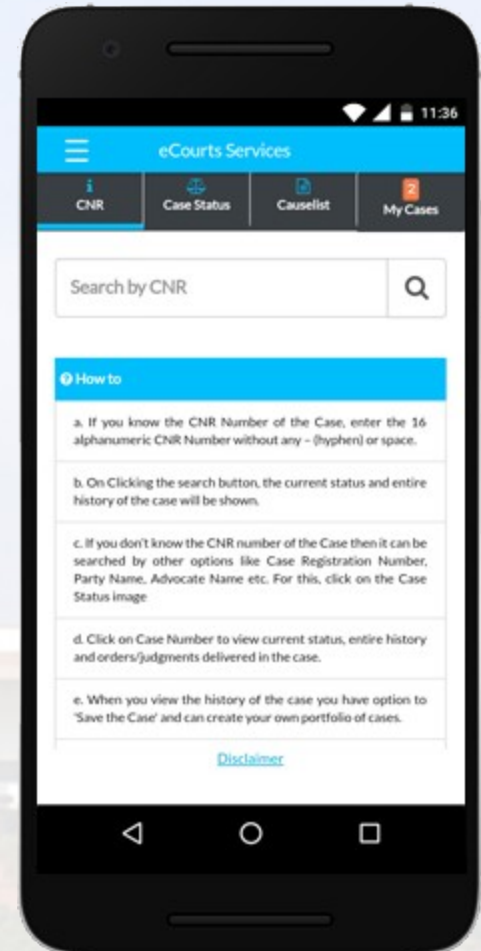 11:36
eCourts Services
CNR
Case Status
Causelist
2
My Cases
Search by CNR
How to
a. If you know the CNR Number of the Case, enter the 16
alphanumeric CNR Number without any – (hyphen) or space.
b. On Clicking the search button, the current status and entire
history of the case will be shown.
c. If you don't know the CNR number of the Case then it can be
searched by other options like Case Registration Number,
Party Name, Advocate Name etc. For this, click on the Case
Status image
d. Click on Case Number to view current status, entire history
and orders/judgments delivered in the case.
e. When you view the history of the case you have option to
'Save the Case' and can create your own portfolio of cases.
Disclaimer